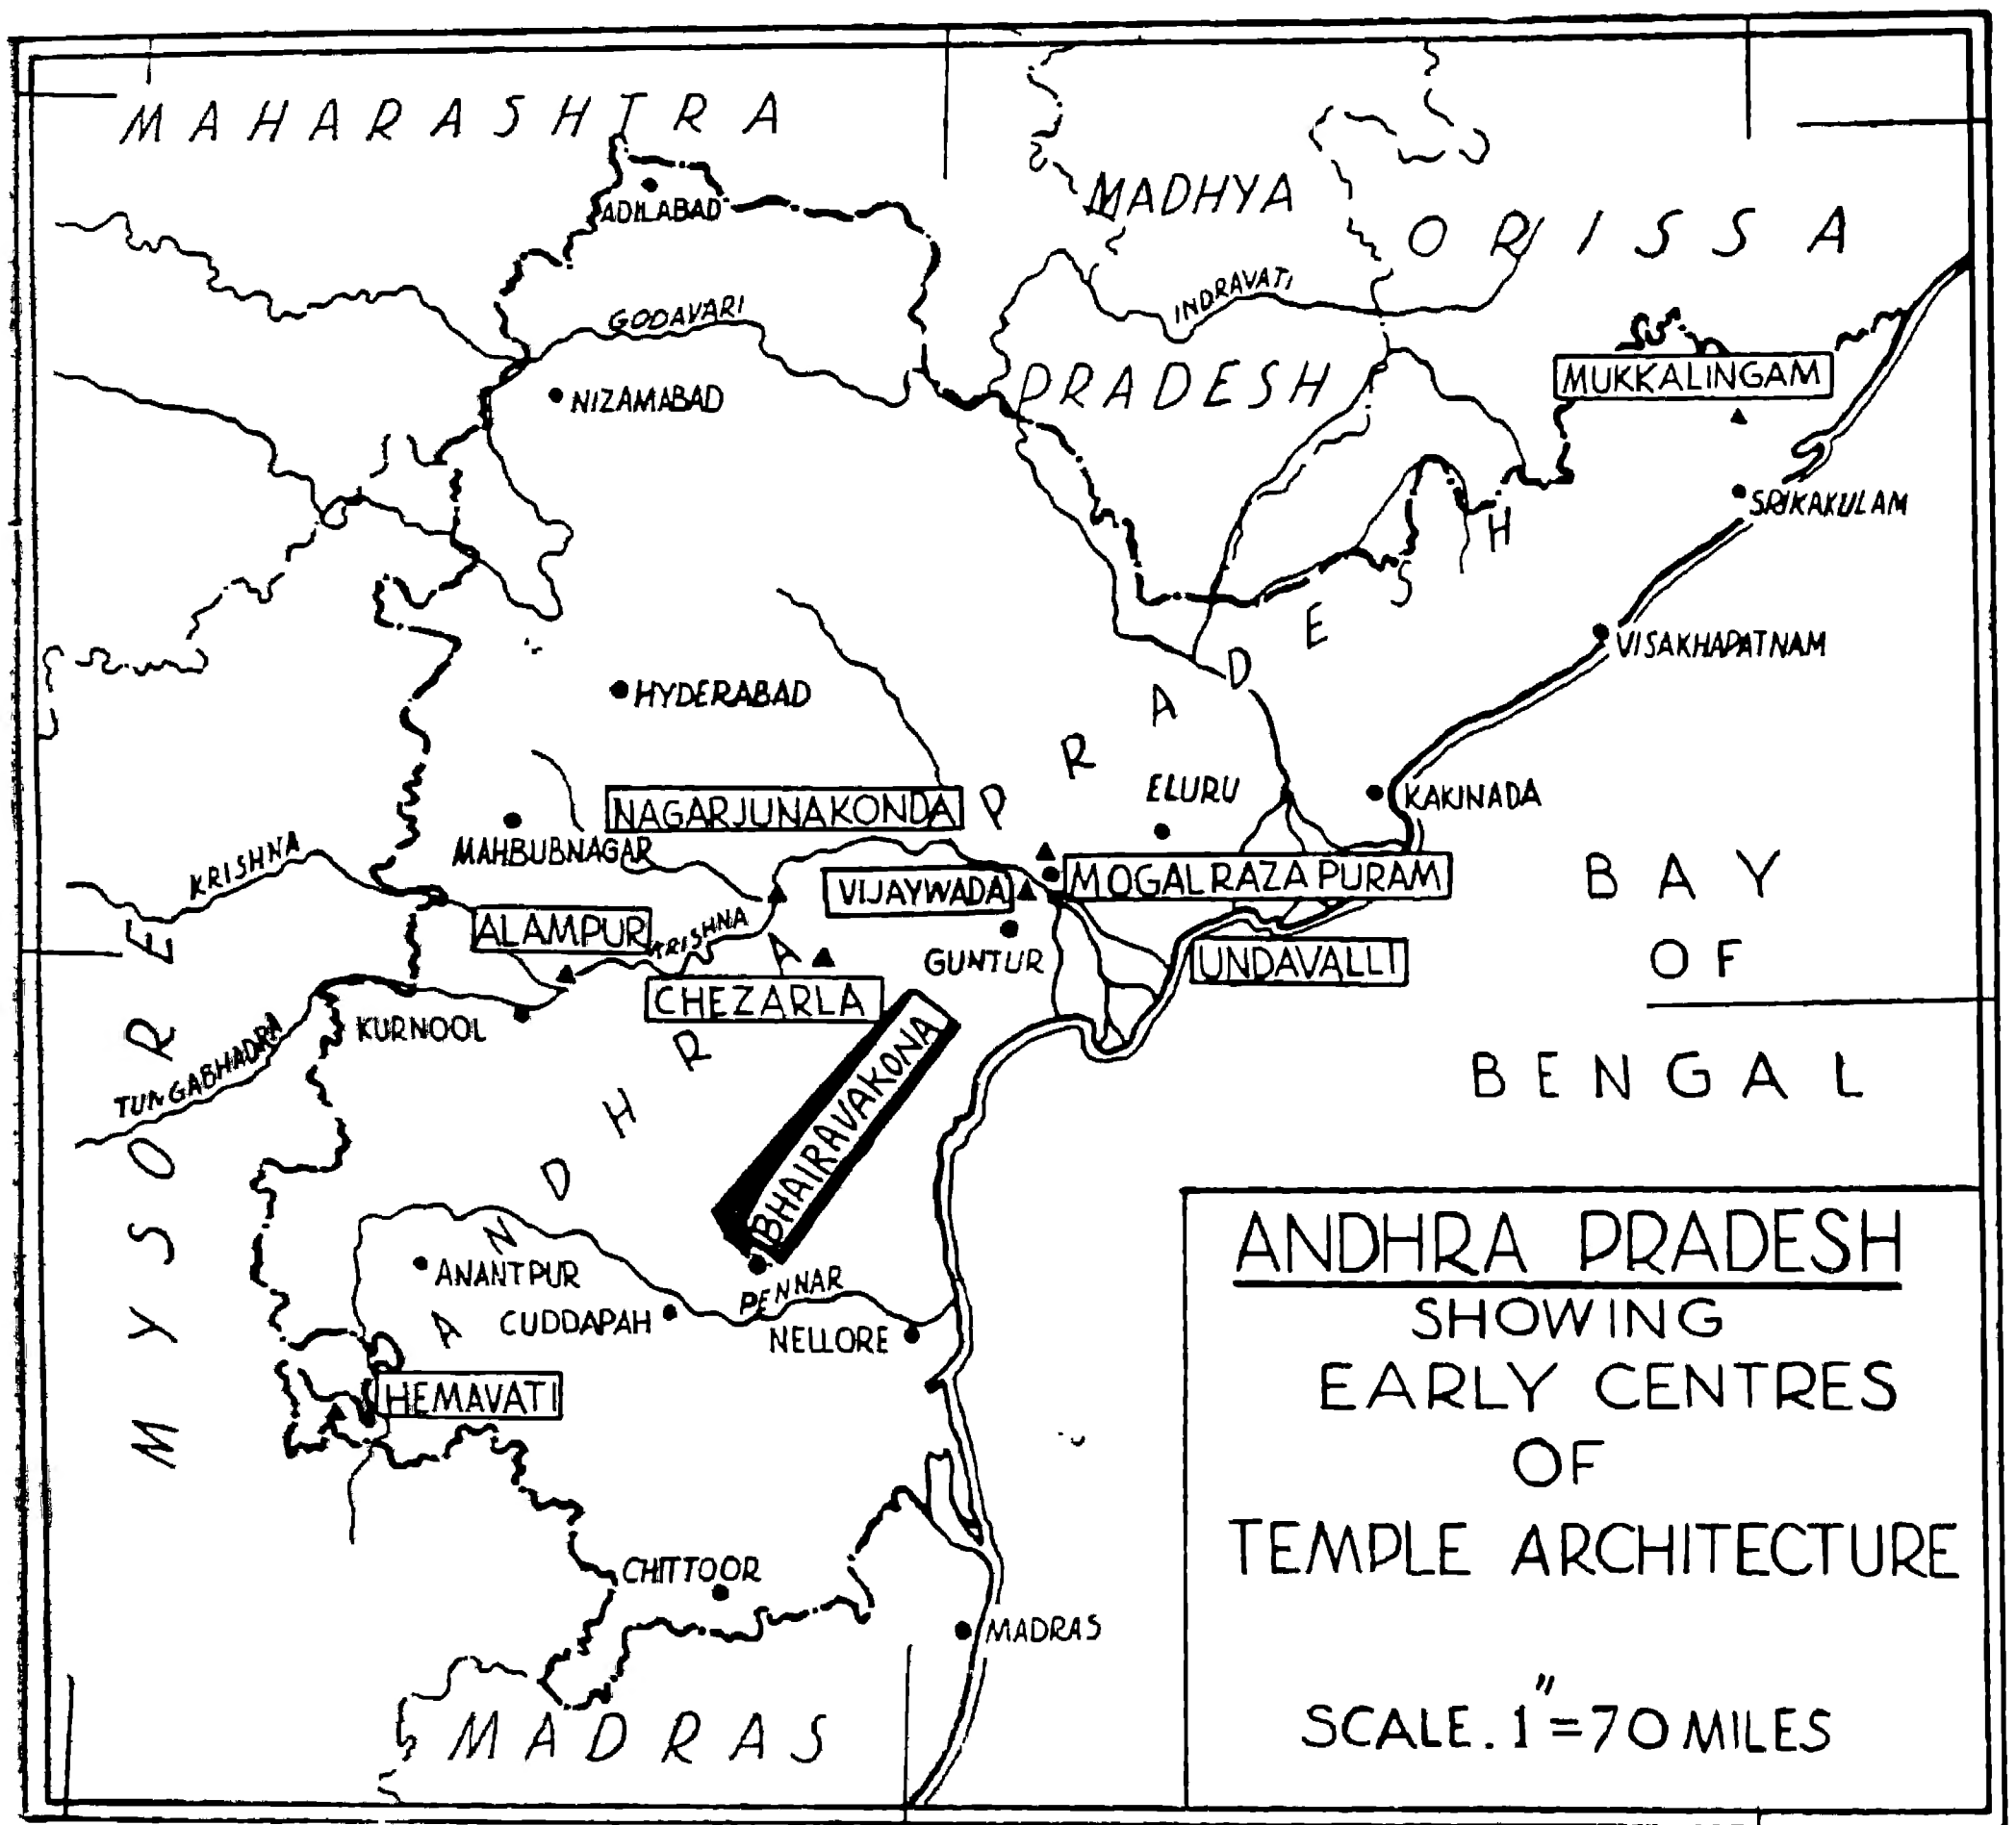 MAHARASHTRA
MADHYA
PRADESH
ORISSA
ADILABAD
GODAVARI
INDRAVATI
NIZAMABAD
MUKKALINGAM
SRIKAKULAM
VISAKHAPATNAM
HYDERABAD
ANDHRA PRADESH
ELURU
KAKINADA
NAGARJUNAKONDA
MAHBUBNAGAR
KRISHNA
VIJAYWADA
MOGALRAZAPURAM
ALAMPUR
KRISHNA
GUNTUR
UNDAVALLI
BAY
OF
BENGAL
CHEZARLA
KURNOOL
TUNGABHADRA
MYSORE
BHAIRAVAKONA
ANANTPUR
CUDDAPAH
PENNAR
NELLORE
HEMAVATI
CHITTOOR
MADRAS
MADRAS
ANDHRA PRADESH
SHOWING
EARLY CENTRES
OF
TEMPLE ARCHITECTURE
SCALE. 1"=70 MILES